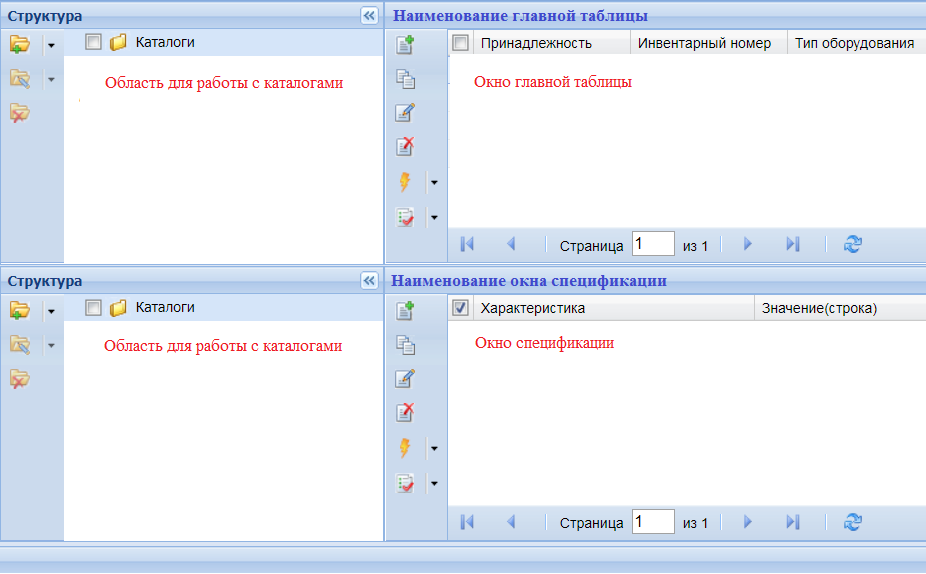 Структура
Наименование главной таблицы
Каталоги
Принадлежность
Инвентарный номер
Тип оборудования
Область для работы с каталогами
Окно главной таблицы
Страница 1 из 1
Структура
Наименование окна спецификации
Каталоги
Характеристика
Значение(строка)
Область для работы с каталогами
Окно спецификации
Страница 1 из 1